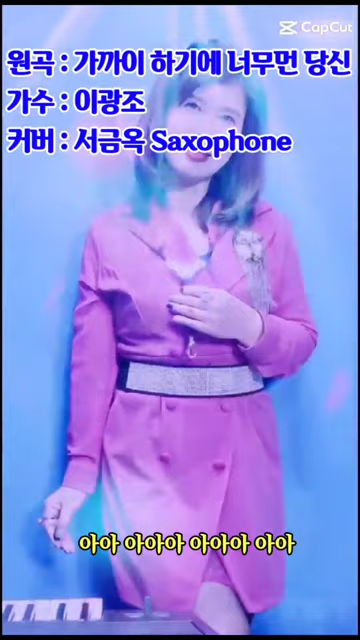 CapCut
원곡 : 가까이 하기에 너무먼 당신
가수 : 이광조
커버 : 서금옥 Saxophone
아아 아아아 아아아 아아